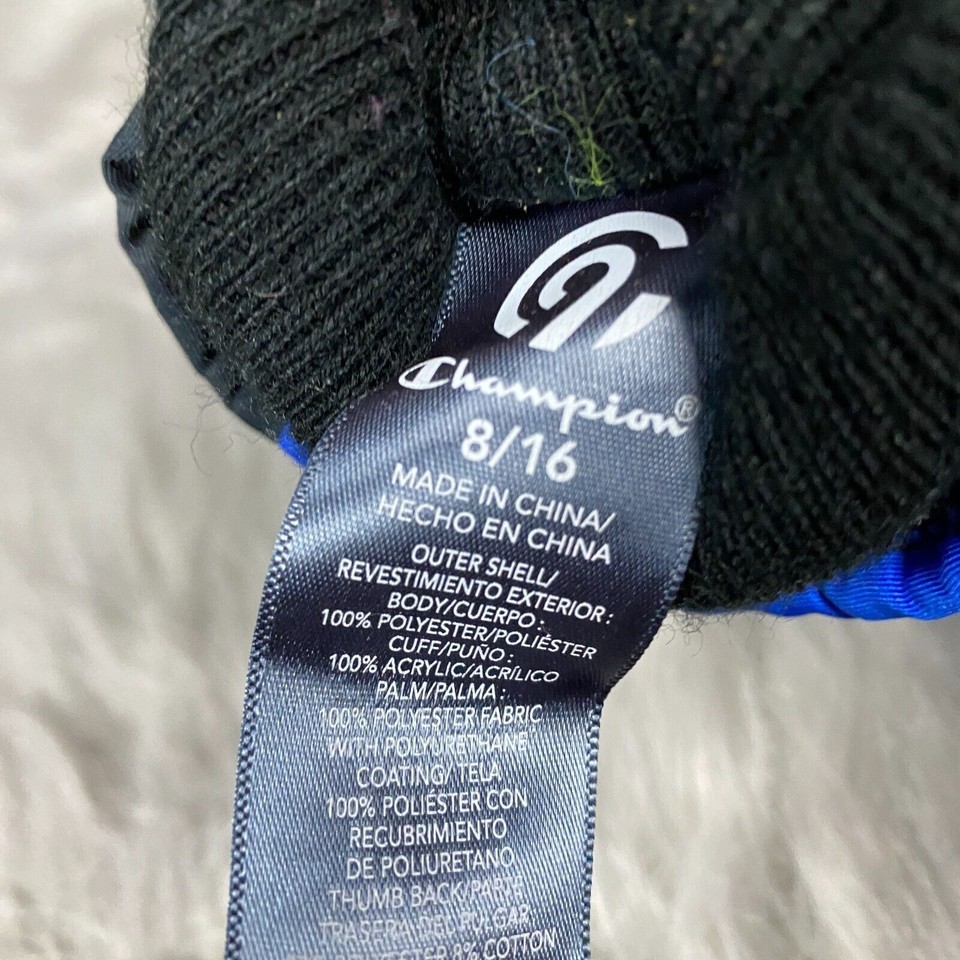 Champion®
8/16
MADE IN CHINA/
HECHO EN CHINA
OUTER SHELL/
REVESTIMIENTO EXTERIOR:
BODY/CUERPO:
100% POLYESTER/POLIÉSTER
CUFF/PUÑO:
100% ACRYLIC/ACRÍLICO
PALM/PALMA:
100% POLYESTER FABRIC
WITH POLYURETHANE
COATING/TELA
100% POLIÉSTER CON
RECUBRIMIENTO
DE POLIURETANO
THUMB BACK/PARTE
TRASERA DEL PULGAR
8% COTTON